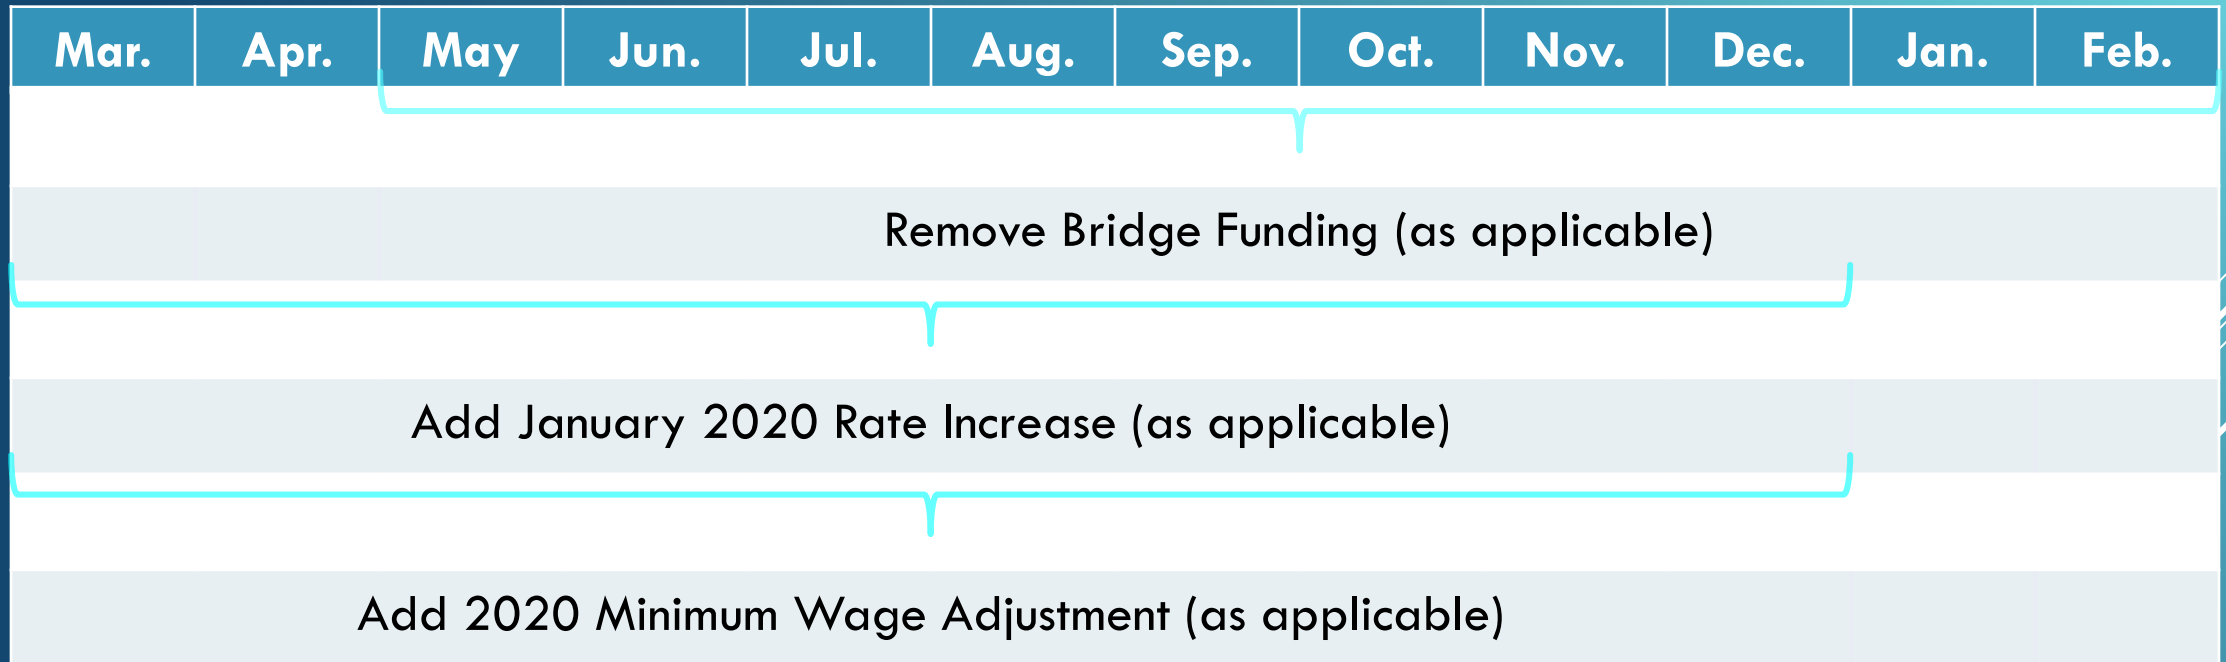 Mar. Apr. May Jun. Jul. Aug. Sep. Oct. Nov. Dec. Jan. Feb.
Remove Bridge Funding (as applicable)
Add January 2020 Rate Increase (as applicable)
Add 2020 Minimum Wage Adjustment (as applicable)